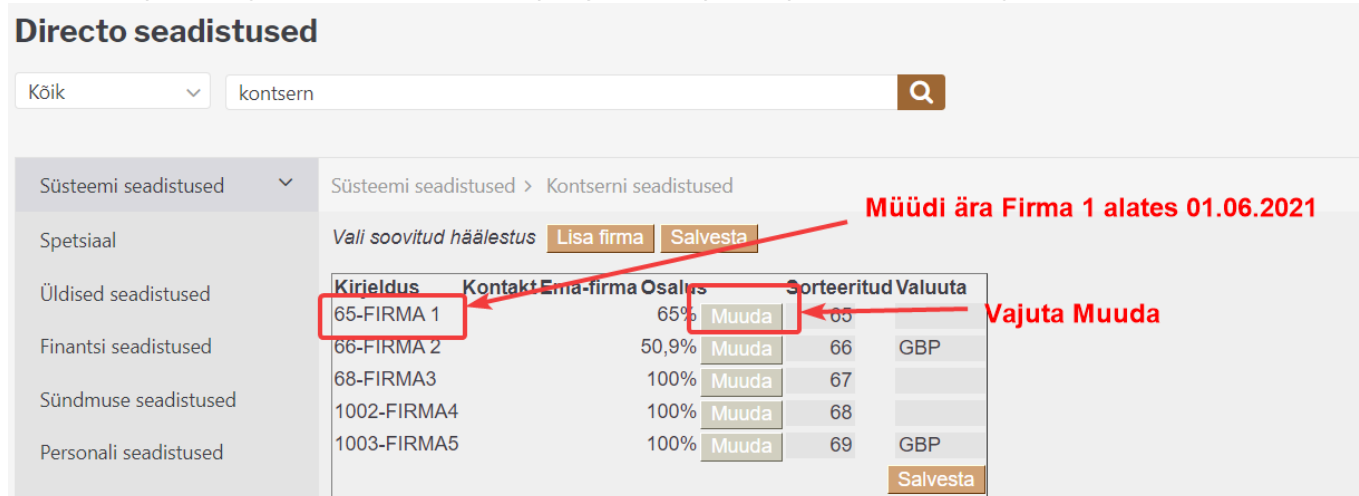 Directo seadistused
Kõik
kontsern
Süsteemi seadistused
Süsteemi seadistused > Kontserni seadistused
Müüdi ära Firma 1 alates 01.06.2021
Spetsiaal
Vali soovitud häälestus Lisa firma Salvesta
Üldised seadistused
Kirjeldus Kontakt Ema-firma Osalus Sorteeritud Valuuta
65-FIRMA 1 65% Muuda 65
Vajuta Muuda
Finantsi seadistused
66-FIRMA 2 50,9% Muuda 66 GBP
68-FIRMA3 100% Muuda 67
Sündmuse seadistused
1002-FIRMA4 100% Muuda 68
Personali seadistused
1003-FIRMA5 100% Muuda 69 GBP
Salvesta